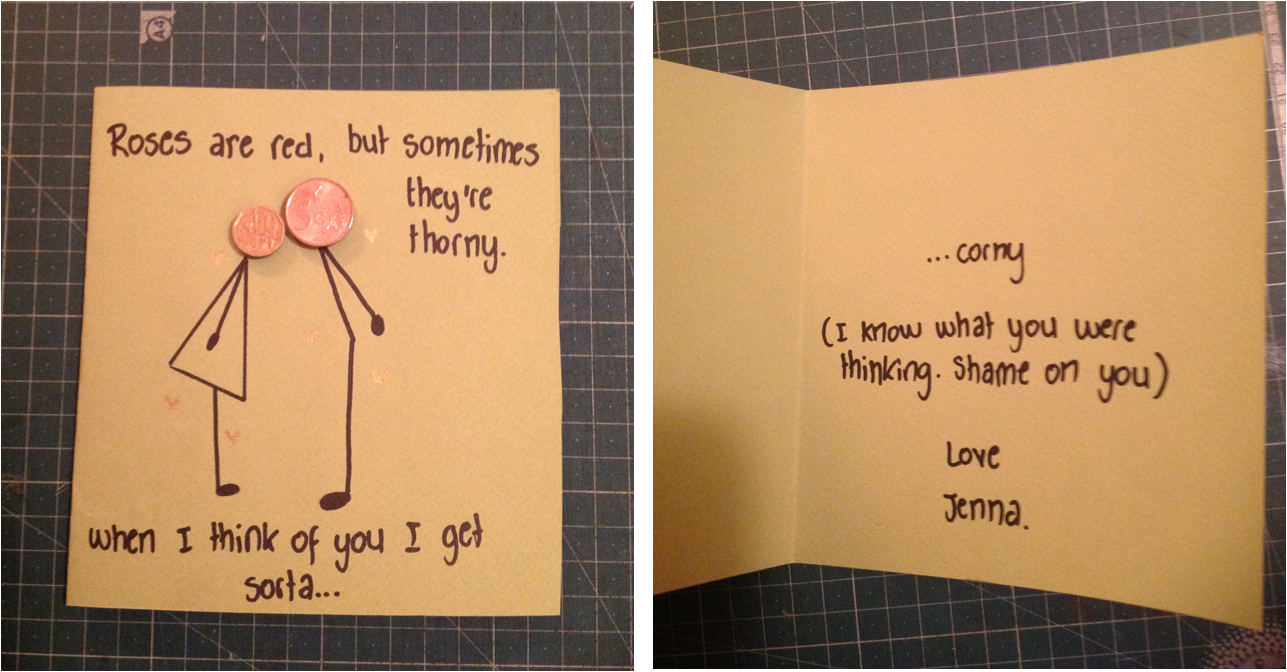 A4
Roses are red, but sometimes
they're
thorny.
when I think of you I get
sorta...
...corny
(I know what you were
thinking. Shame on you)
Love
Jenna.